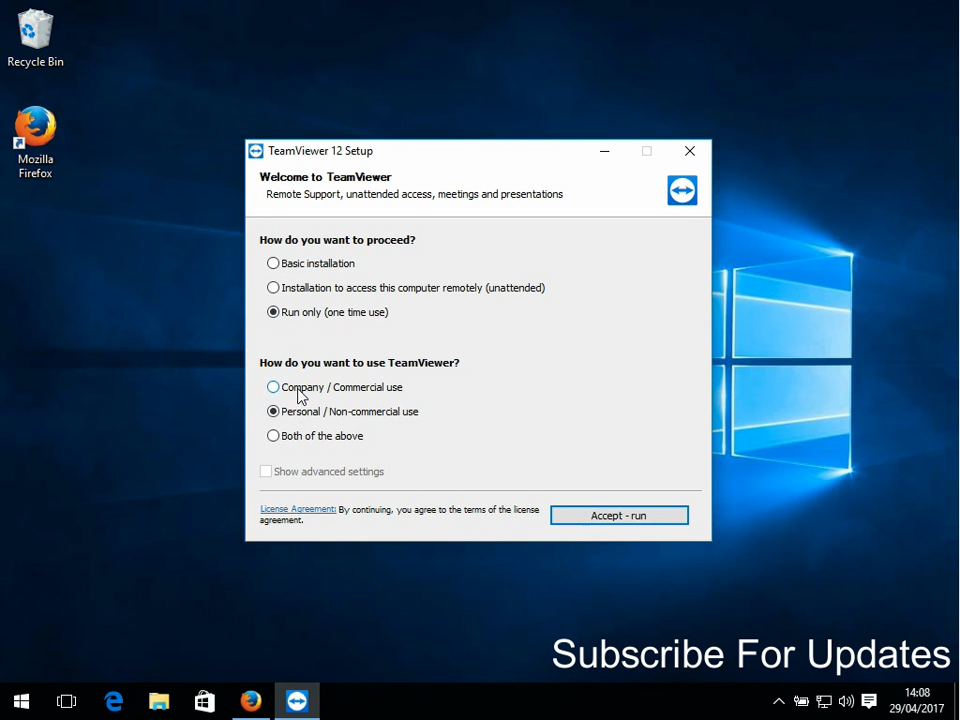 Recycle Bin
Mozilla
Firefox
TeamViewer 12 Setup
Welcome to TeamViewer
Remote Support, unattended access, meetings and presentations
How do you want to proceed?
Basic installation
Installation to access this computer remotely (unattended)
Run only (one time use)
How do you want to use TeamViewer?
Company / Commercial use
Personal / Non-commercial use
Both of the above
Show advanced settings
License Agreement: By continuing, you agree to the terms of the license
agreement.
Accept - run
Subscribe For Updates
14:08
29/04/2017